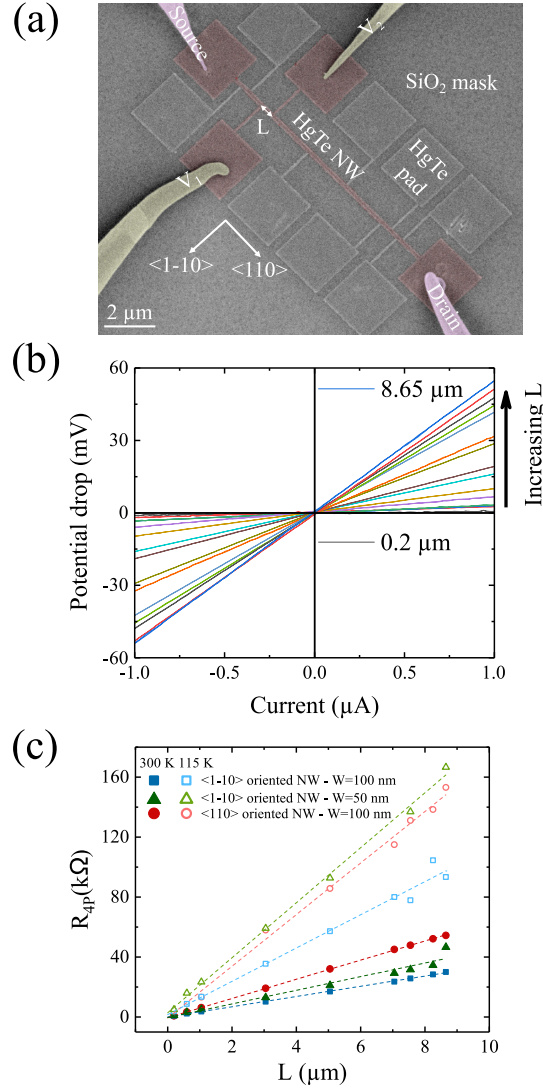 (a)
Source
V2
SiO2 mask
L
HgTe NW
HgTe
pad
V1
<1-10>
<110>
Drain
2 μm
(b)
60
30
0
-30
-60
Potential drop (mV)
8.65 μm
0.2 μm
Increasing L
-1.0 -0.5 0.0 0.5 1.0
Current (μA)
(c)
300 K 115 K
<1-10> oriented NW - W=100 nm
<1-10> oriented NW - W=50 nm
<110> oriented NW - W=100 nm
160
120
80
40
0
R4P(kΩ)
0 2 4 6 8 10
L (μm)